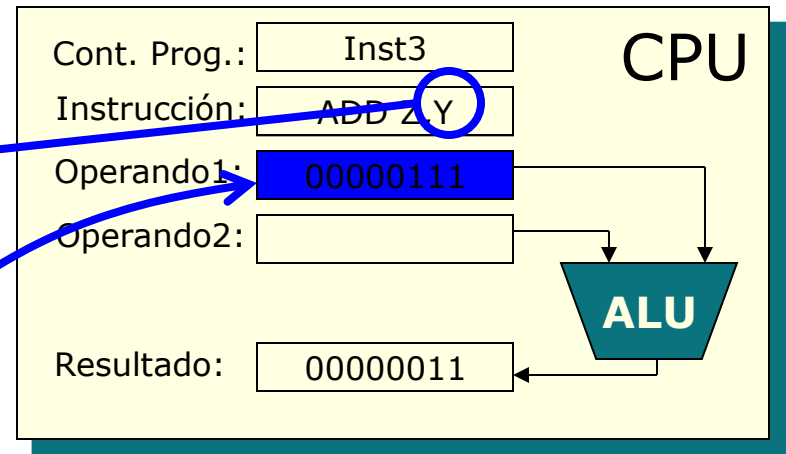 CPU
Cont. Prog.: Inst3
Instrucción: ADD Z,Y
Operando1: 00000111
Operando2:
ALU
Resultado: 00000011